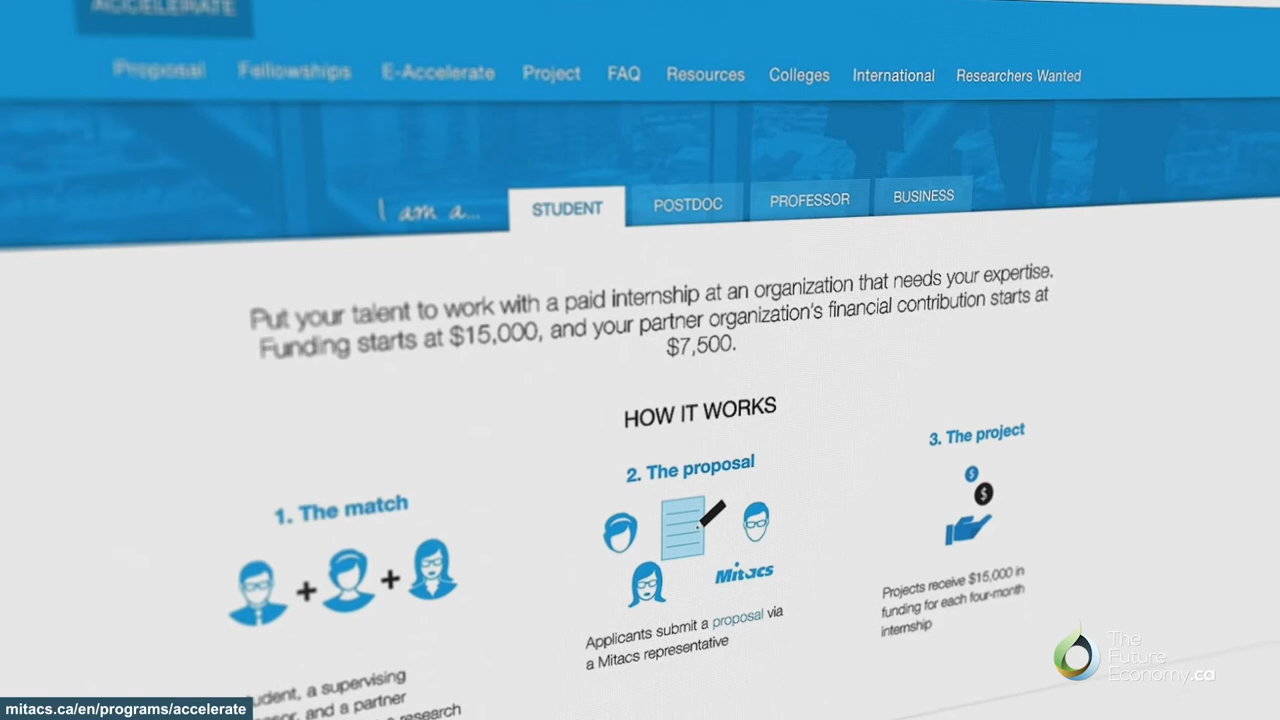 ACCELERATE
Proposal Fellowships E-Accelerate Project FAQ Resources Colleges International Researchers Wanted
I am a... STUDENT POSTDOC PROFESSOR BUSINESS
Put your talent to work with a paid internship at an organization that needs your expertise.
Funding starts at $15,000, and your partner organization's financial contribution starts at
$7,500.
HOW IT WORKS
1. The match
2. The proposal
Mitacs
Applicants submit a proposal via
a Mitacs representative
3. The project
$
$
Projects receive $15,000 in
funding for each four-month
internship
a supervising
and a partner
research
The
Future
Economy.ca
mitacs.ca/en/programs/accelerate